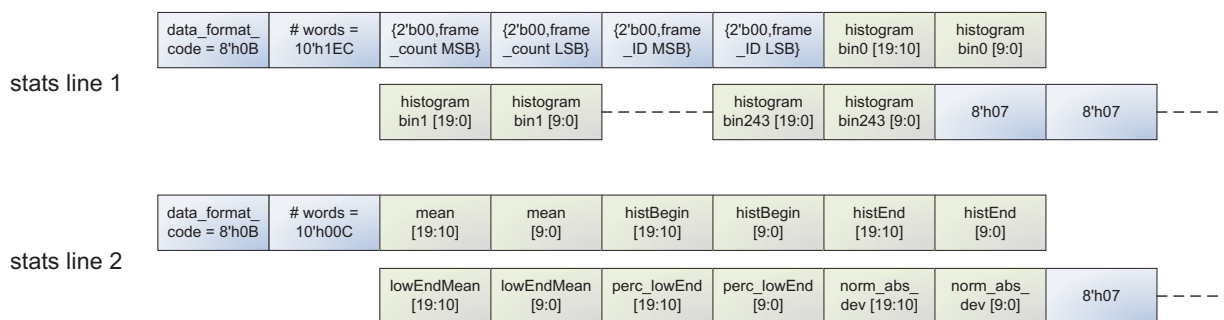 stats line 1
data_format_
code = 8'h0B
# words =
10'h1EC
{2'b00,frame
_count MSB}
{2'b00,frame
_count LSB}
{2'b00,frame
_ID MSB}
{2'b00,frame
_ID LSB}
histogram
bin0 [19:10]
histogram
bin0 [9:0]
histogram
bin1 [19:0]
histogram
bin1 [9:0]
histogram
bin243 [19:0]
histogram
bin243 [9:0]
8'h07
8'h07
stats line 2
data_format_
code = 8'h0B
# words =
10'h00C
mean
[19:10]
mean
[9:0]
histBegin
[19:10]
histBegin
[9:0]
histEnd
[19:10]
histEnd
[9:0]
lowEndMean
[19:10]
lowEndMean
[9:0]
perc_lowEnd
[19:10]
perc_lowEnd
[9:0]
norm_abs_
dev [19:10]
norm_abs_
dev [9:0]
8'h07